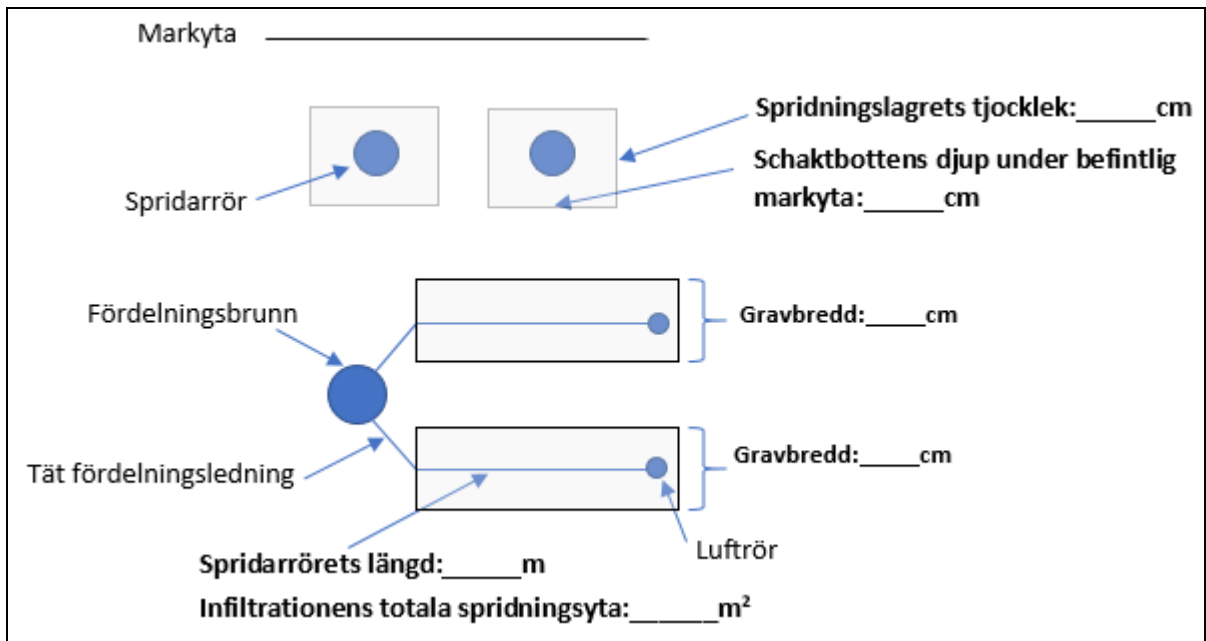 Markyta
Spridningslagrets tjocklek:______cm
Schaktbottens djup under befintlig
markyta:______cm
Spridarrör
Fördelningsbrunn
Gravbredd:_____cm
Gravbredd:_____cm
Tät fördelningsledning
Luftrör
Spridarrörets längd:______m
Infiltrationens totala spridningsyta:_______m²